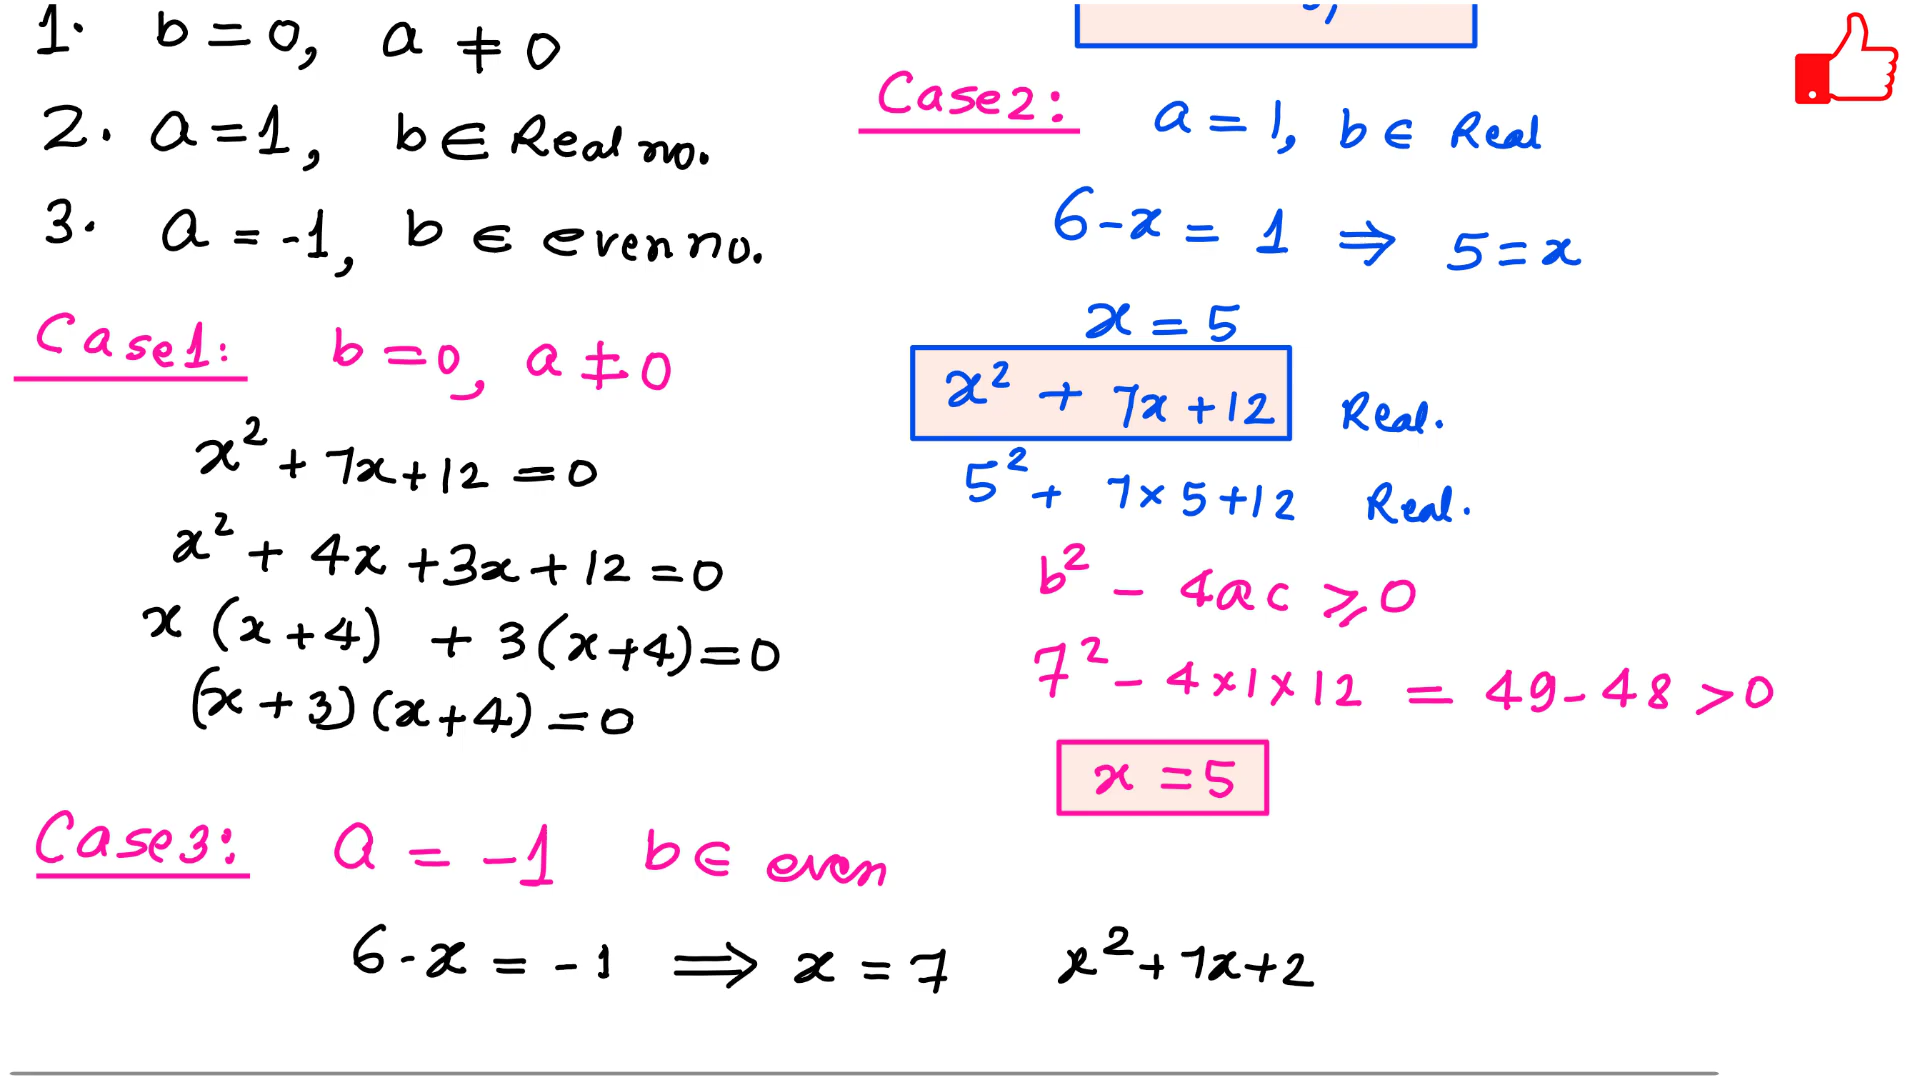 1. b = 0, a ≠ 0
2. a = 1, b ∈ Real no.
3. a = -1, b ∈ even no.
Case1: b = 0, a ≠ 0
x² + 7x + 12 = 0
x² + 4x + 3x + 12 = 0
x (x + 4) + 3 (x + 4) = 0
(x + 3) (x + 4) = 0
Case2: a = 1, b ∈ Real
6 - x = 1 ⇒ 5 = x
x = 5
x² + 7x + 12 Real.
5² + 7 × 5 + 12 Real.
b² - 4ac ⩾ 0
7² - 4 × 1 × 12 = 49 - 48 > 0
x = 5
Case3: a = -1 b ∈ even
6 - x = - 1 ⟹ x = 7 x² + 7x + 2